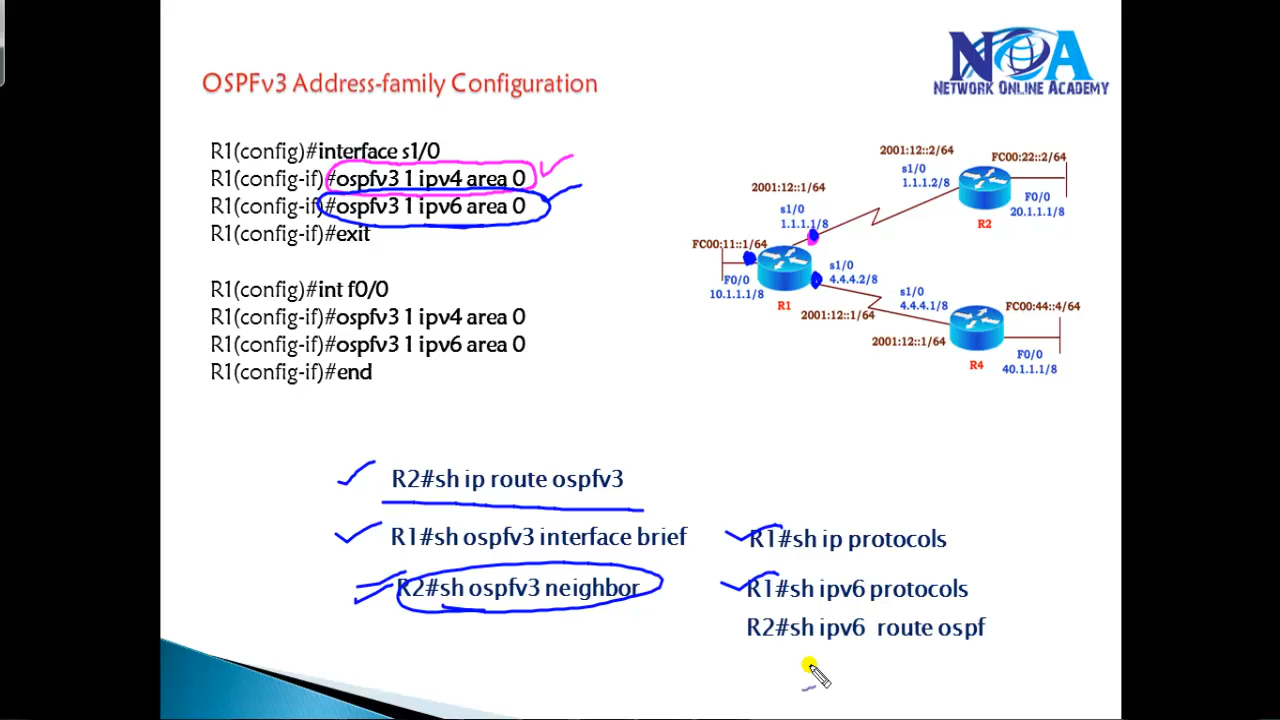 NOA
NETWORK ONLINE ACADEMY
OSPFv3 Address-family Configuration
R1(config)#interface s1/0
R1(config-if)#ospfv3 1 ipv4 area 0
R1(config-if)#ospfv3 1 ipv6 area 0
R1(config-if)#exit
R1(config)#int f0/0
R1(config-if)#ospfv3 1 ipv4 area 0
R1(config-if)#ospfv3 1 ipv6 area 0
R1(config-if)#end
2001:12::2/64
FC00:22::2/64
s1/0
1.1.1.2/8
2001:12::1/64
F0/0
20.1.1.1/8
s1/0
1.1.1.1/8
R2
FC00:11::1/64
s1/0
4.4.4.2/8
F0/0
10.1.1.1/8
R1
s1/0
4.4.4.1/8
FC00:44::4/64
2001:12::1/64
2001:12::1/64
F0/0
40.1.1.1/8
R4
R2#sh ip route ospfv3
R1#sh ospfv3 interface brief
R2#sh ospfv3 neighbor
R1#sh ip protocols
R1#sh ipv6 protocols
R2#sh ipv6 route ospf